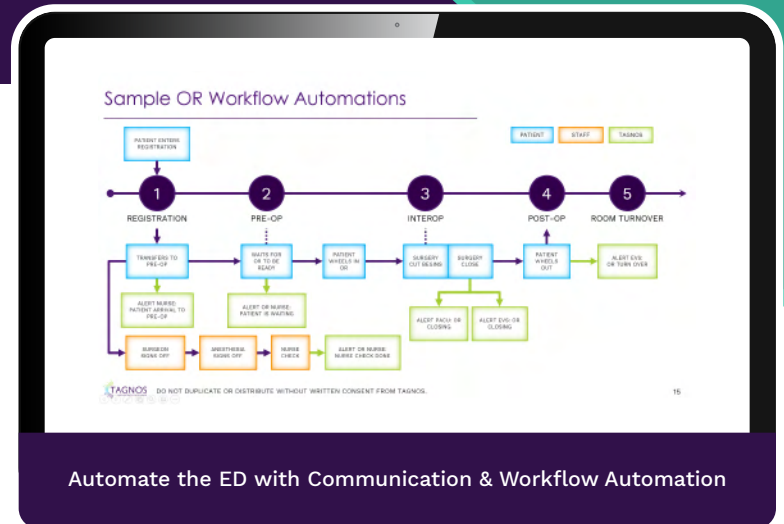 Sample OR Workflow Automations
PATIENT ENTERS
REGISTRATION
PATIENT
STAFF
TAGNOS
1
2
3
4
5
REGISTRATION
PRE-OP
INTEROP
POST-OP
ROOM TURNOVER
TRANSFERS TO
PRE-OP
WAITS FOR
OR TO BE
READY
PATIENT
WHEELS IN
OR
SURGERY
CUT BEGINS
SURGERY
CLOSE
PATIENT
WHEELS
OUT
ALERT EVS:
OR TURN OVER
ALERT NURSE:
PATIENT ARRIVAL TO
PRE-OP
ALERT OR NURSE:
PATIENT IS WAITING
ALERT PACU: OR
CLOSING
ALERT EVS: OR
CLOSING
SURGEON
SIGNS OFF
ANESTHESIA
SIGNS OFF
NURSE
CHECK
ALERT OR NURSE:
NURSE CHECK DONE
TAGNOS
DO NOT DUPLICATE OR DISTRIBUTE WITHOUT WRITTEN CONSENT FROM TAGNOS.
15
Automate the ED with Communication & Workflow Automation